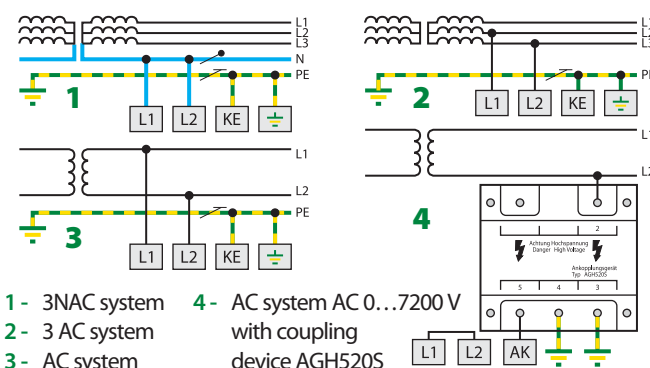 L1
L2
L3
N
PE
1
L1
L2
KE
L1
L2
L3
PE
2
L1
L2
KE
L1
L2
PE
3
L1
L2
KE
L1
L2
4
2
Achtung Hochspannung
Danger High Voltage
Ankopplungsgerät
Typ AGH520S
5 4 3
L1
L2
AK
1 - 3NAC system
2 - 3 AC system
3 - AC system
4 - AC system AC 0…7200 V
with coupling
device AGH520S